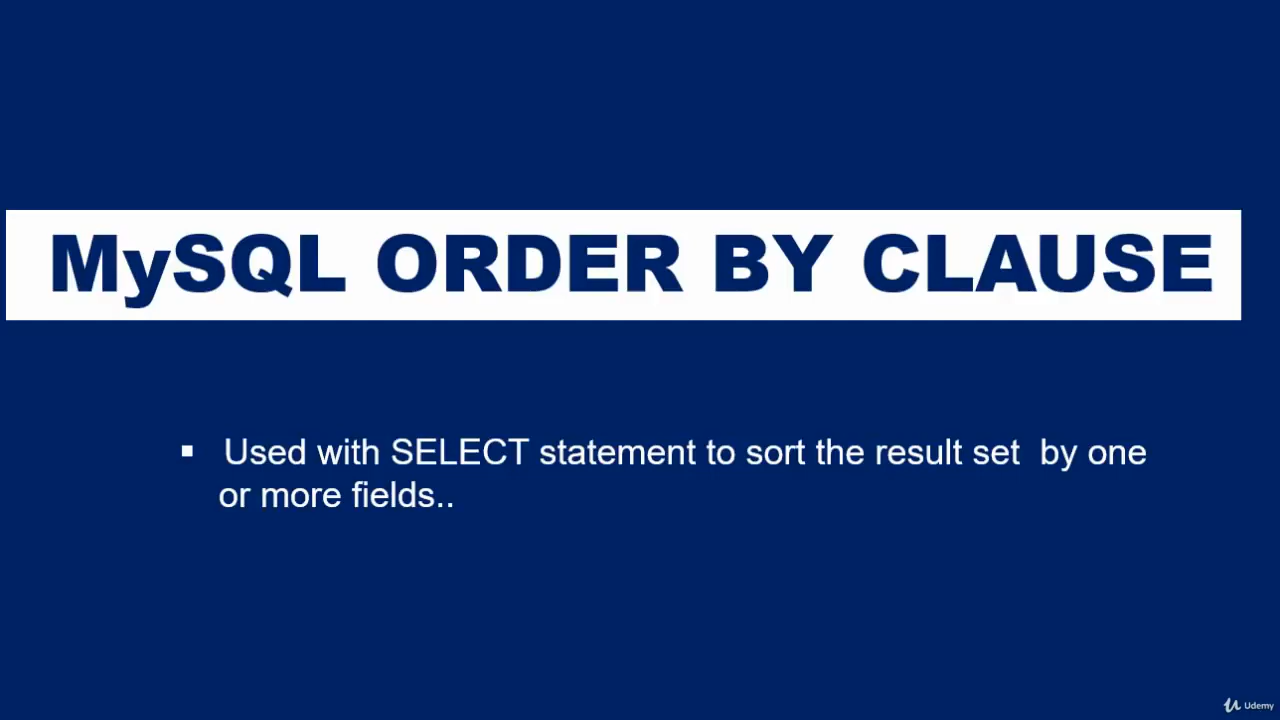 MySQL ORDER BY CLAUSE
▪ Used with SELECT statement to sort the result set  by one
or more fields..
Udemy